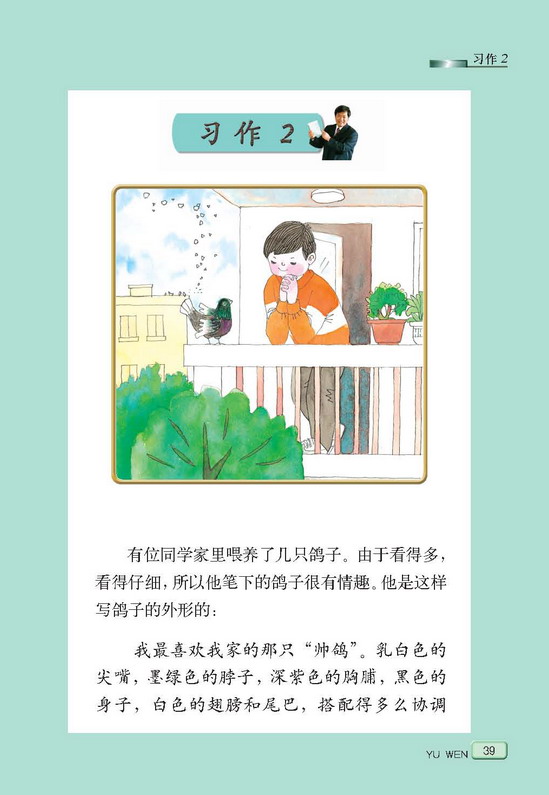 习作 2
习 作 2
有位同学家里喂养了几只鸽子。由于看得多，
看得仔细，所以他笔下的鸽子很有情趣。他是这样
写鸽子的外形的：
我最喜欢我家的那只“帅鸽”。乳白色的
尖嘴，墨绿色的脖子，深紫色的胸脯，黑色的
身子，白色的翅膀和尾巴，搭配得多么协调
YU WEN 39